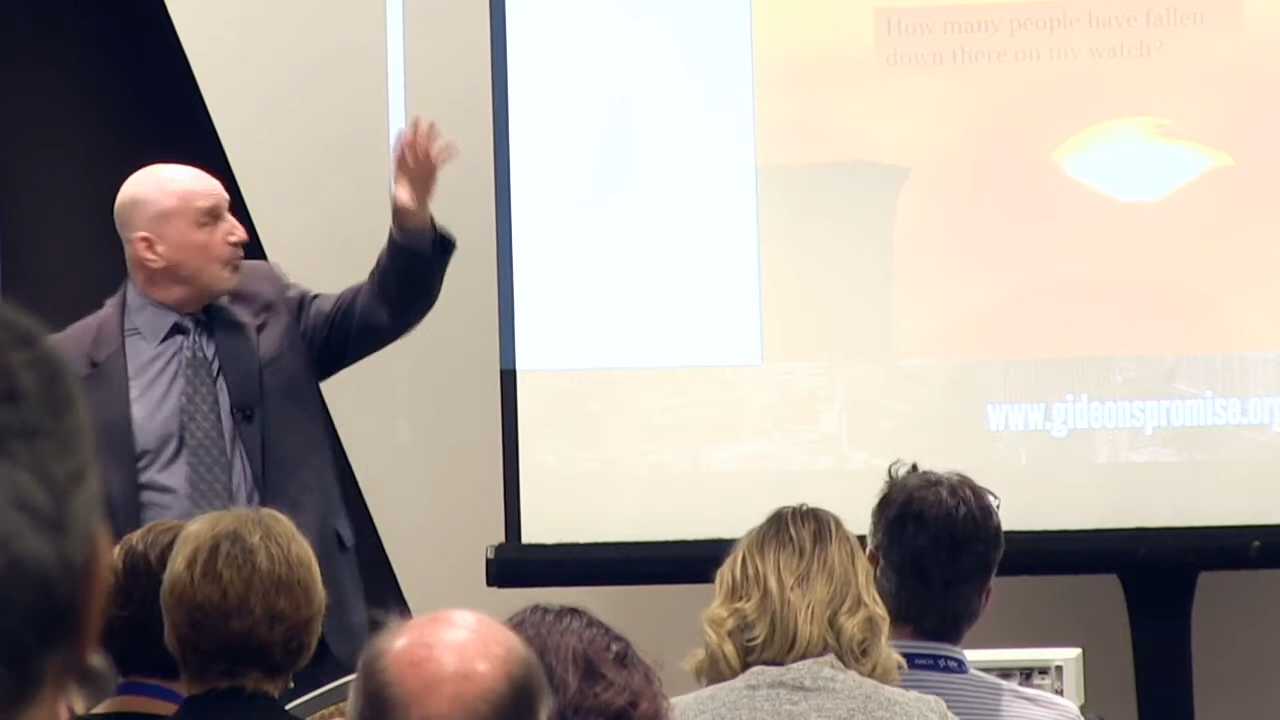 How many people have fallen
down there on my watch?
www.gideonspromise.org